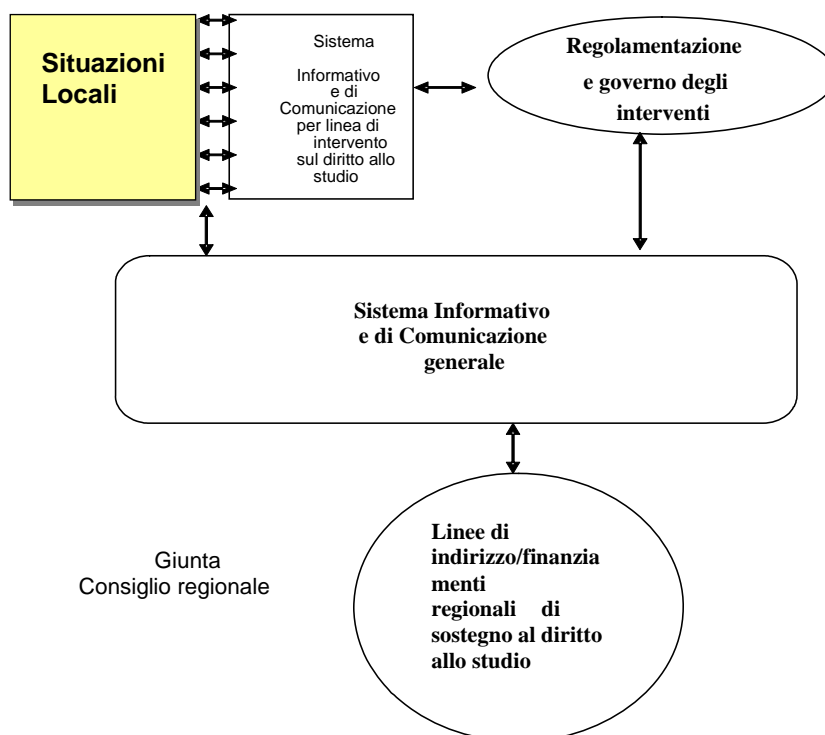 Situazioni
Locali
Sistema
Informativo
e di
Comunicazione
per linea di
intervento
sul diritto allo
studio
Regolamentazione
e governo degli
interventi
Sistema Informativo
e di Comunicazione
generale
Giunta
Consiglio regionale
Linee di
indirizzo/finanzia
menti
regionali di
sostegno al diritto
allo studio